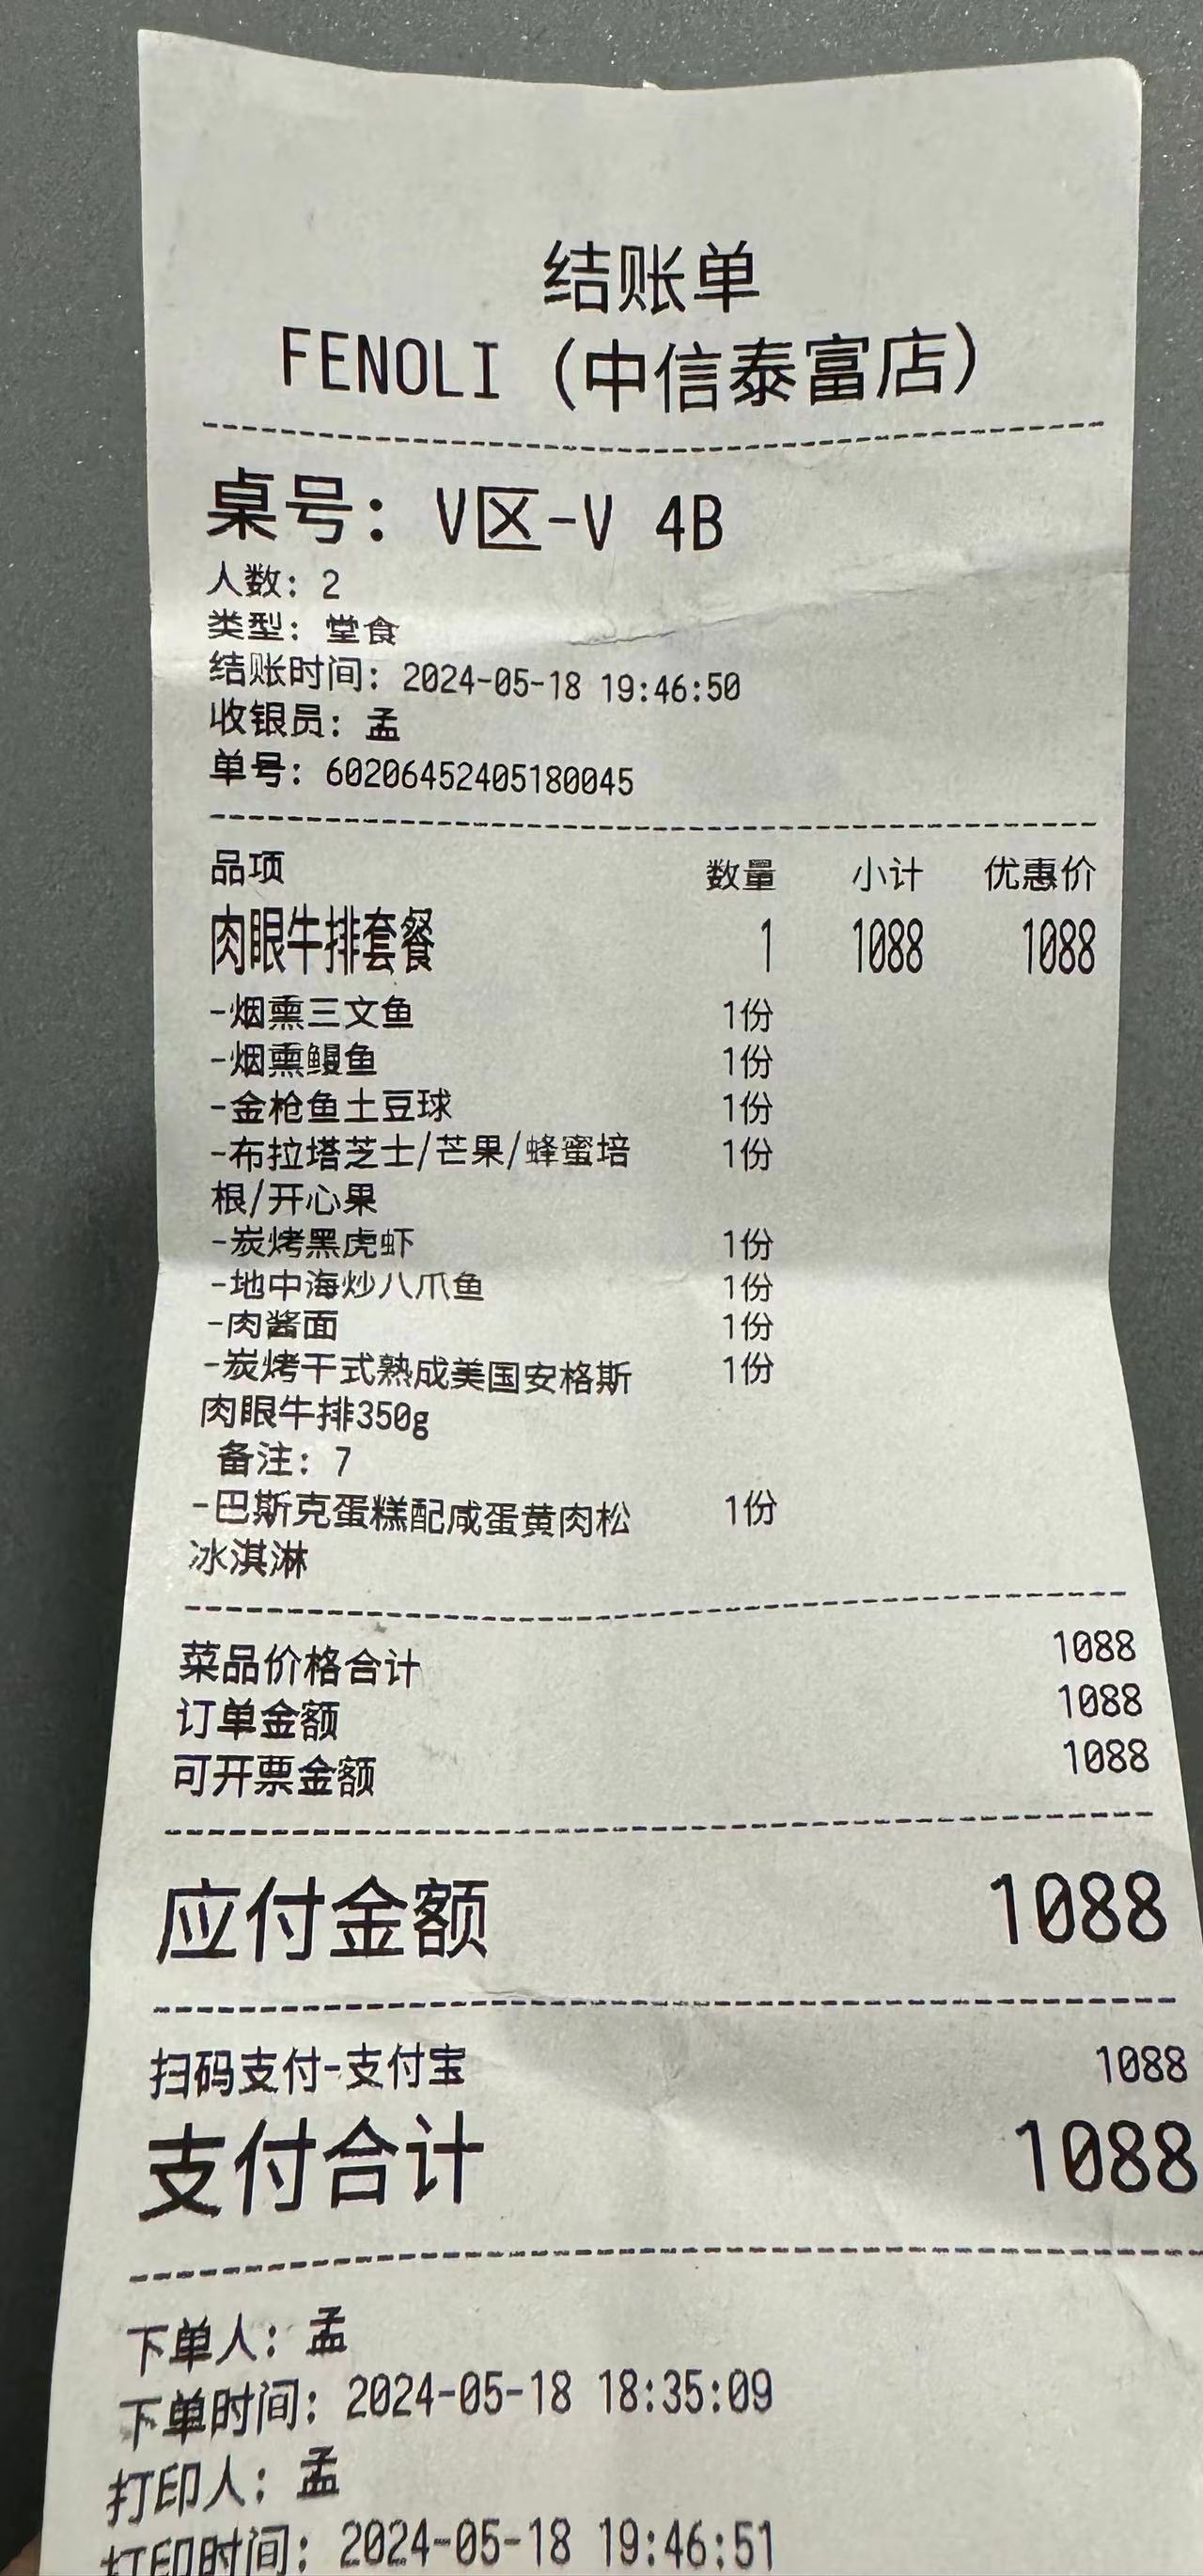 结账单
FENOLI (中信泰富店)
桌号: V区-V 4B
人数: 2
类型: 堂食
结账时间: 2024-05-18 19:46:50
收银员: 孟
单号: 60206452405180045
品项 数量 小计 优惠价
肉眼牛排套餐 1 1088 1088
-烟熏三文鱼 1份
-烟熏鳗鱼 1份
-金枪鱼土豆球 1份
-布拉塔芝士/芒果/蜂蜜培 1份
根/开心果
-炭烤黑虎虾 1份
-地中海炒八爪鱼 1份
-肉酱面 1份
-炭烤干式熟成美国安格斯 1份
肉眼牛排350g
备注: 7
-巴斯克蛋糕配咸蛋黄肉松 1份
冰淇淋
菜品价格合计 1088
订单金额 1088
可开票金额 1088
应付金额 1088
扫码支付-支付宝 1088
支付合计 1088
下单人: 孟
下单时间: 2024-05-18 18:35:09
打印人: 孟
打印时间: 2024-05-18 19:46:51